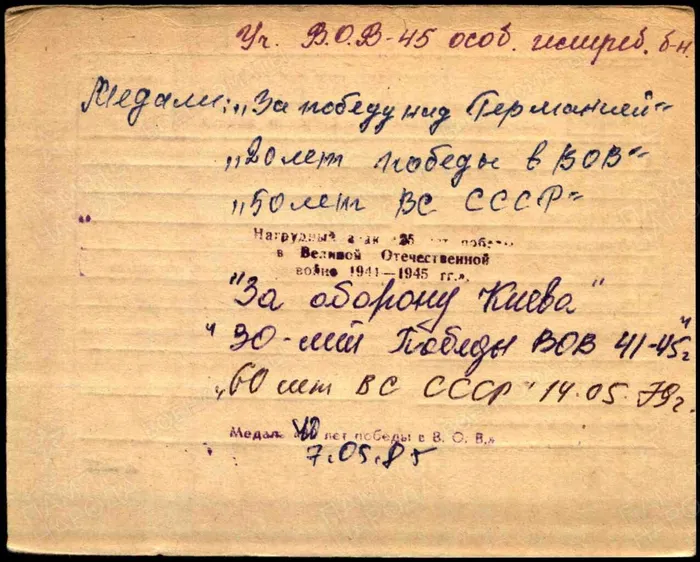 Уч. В.О.В-45 особ. истреб. б-н.
Медали: „За победу над Германией"
„20 лет победы в ВОВ"
„50 лет ВС СССР"
Нагрудный знак «25 лет победы
в Великой Отечественной
войне 1941—1945 гг.».
"За оборону Киева"
"30-лет Победы ВОВ 41-45г"
„60 лет ВС СССР" 14.05.79г.
Медаль «40 лет победы в В. О. В.»
7.05.85